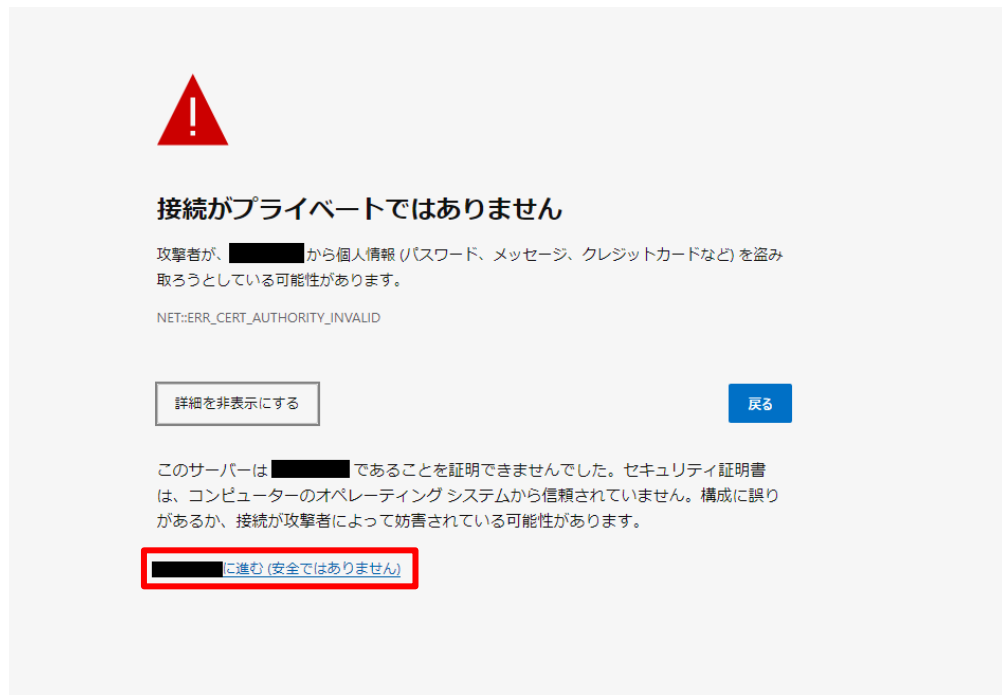 接続がプライベートではありません
攻撃者が、 から個人情報 (パスワード、メッセージ、クレジットカードなど) を盗み
取ろうとしている可能性があります。
NET::ERR_CERT_AUTHORITY_INVALID
詳細を非表示にする
戻る
このサーバーは であることを証明できませんでした。セキュリティ証明書
は、コンピューターのオペレーティング システムから信頼されていません。構成に誤り
があるか、接続が攻撃者によって妨害されている可能性があります。
に進む (安全ではありません)